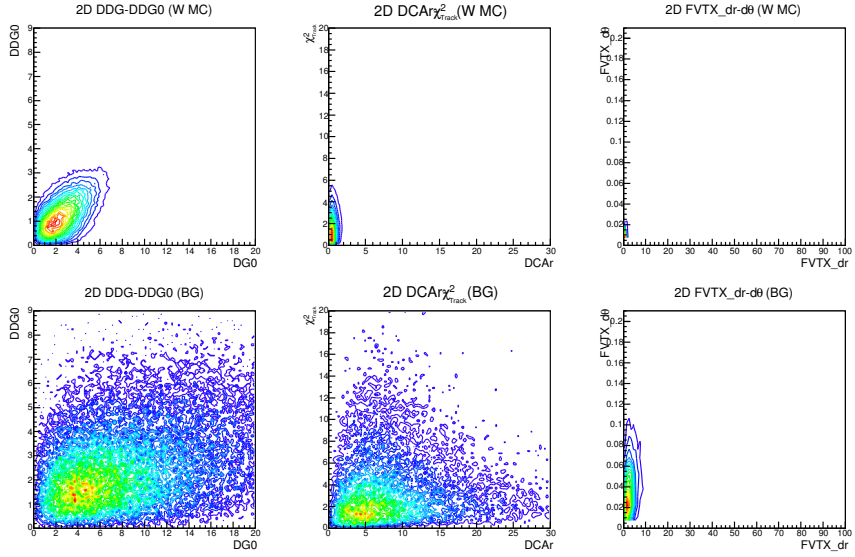 2D DDG-DDG0 (W MC)
DDG0
9
8
7
6
5
4
3
2
1
0
0 2 4 6 8 10 12 14 16 18 20
DG0
2D DCArχ²Track(W MC)
χ²Track
20
18
16
14
12
10
8
6
4
2
0
0 5 10 15 20 25 30
DCAr
2D FVTX_dr-dθ (W MC)
FVTX_dθ
0.2
0.18
0.16
0.14
0.12
0.1
0.08
0.06
0.04
0.02
0
0 10 20 30 40 50 60 70 80 90 100
FVTX_dr
2D DDG-DDG0 (BG)
DDG0
9
8
7
6
5
4
3
2
1
0
0 2 4 6 8 10 12 14 16 18 20
DG0
2D DCArχ²Track (BG)
χ²Track
20
18
16
14
12
10
8
6
4
2
0
0 5 10 15 20 25 30
DCAr
2D FVTX_dr-dθ (BG)
FVTX_dθ
0.2
0.18
0.16
0.14
0.12
0.1
0.08
0.06
0.04
0.02
0
0 10 20 30 40 50 60 70 80 90 100
FVTX_dr